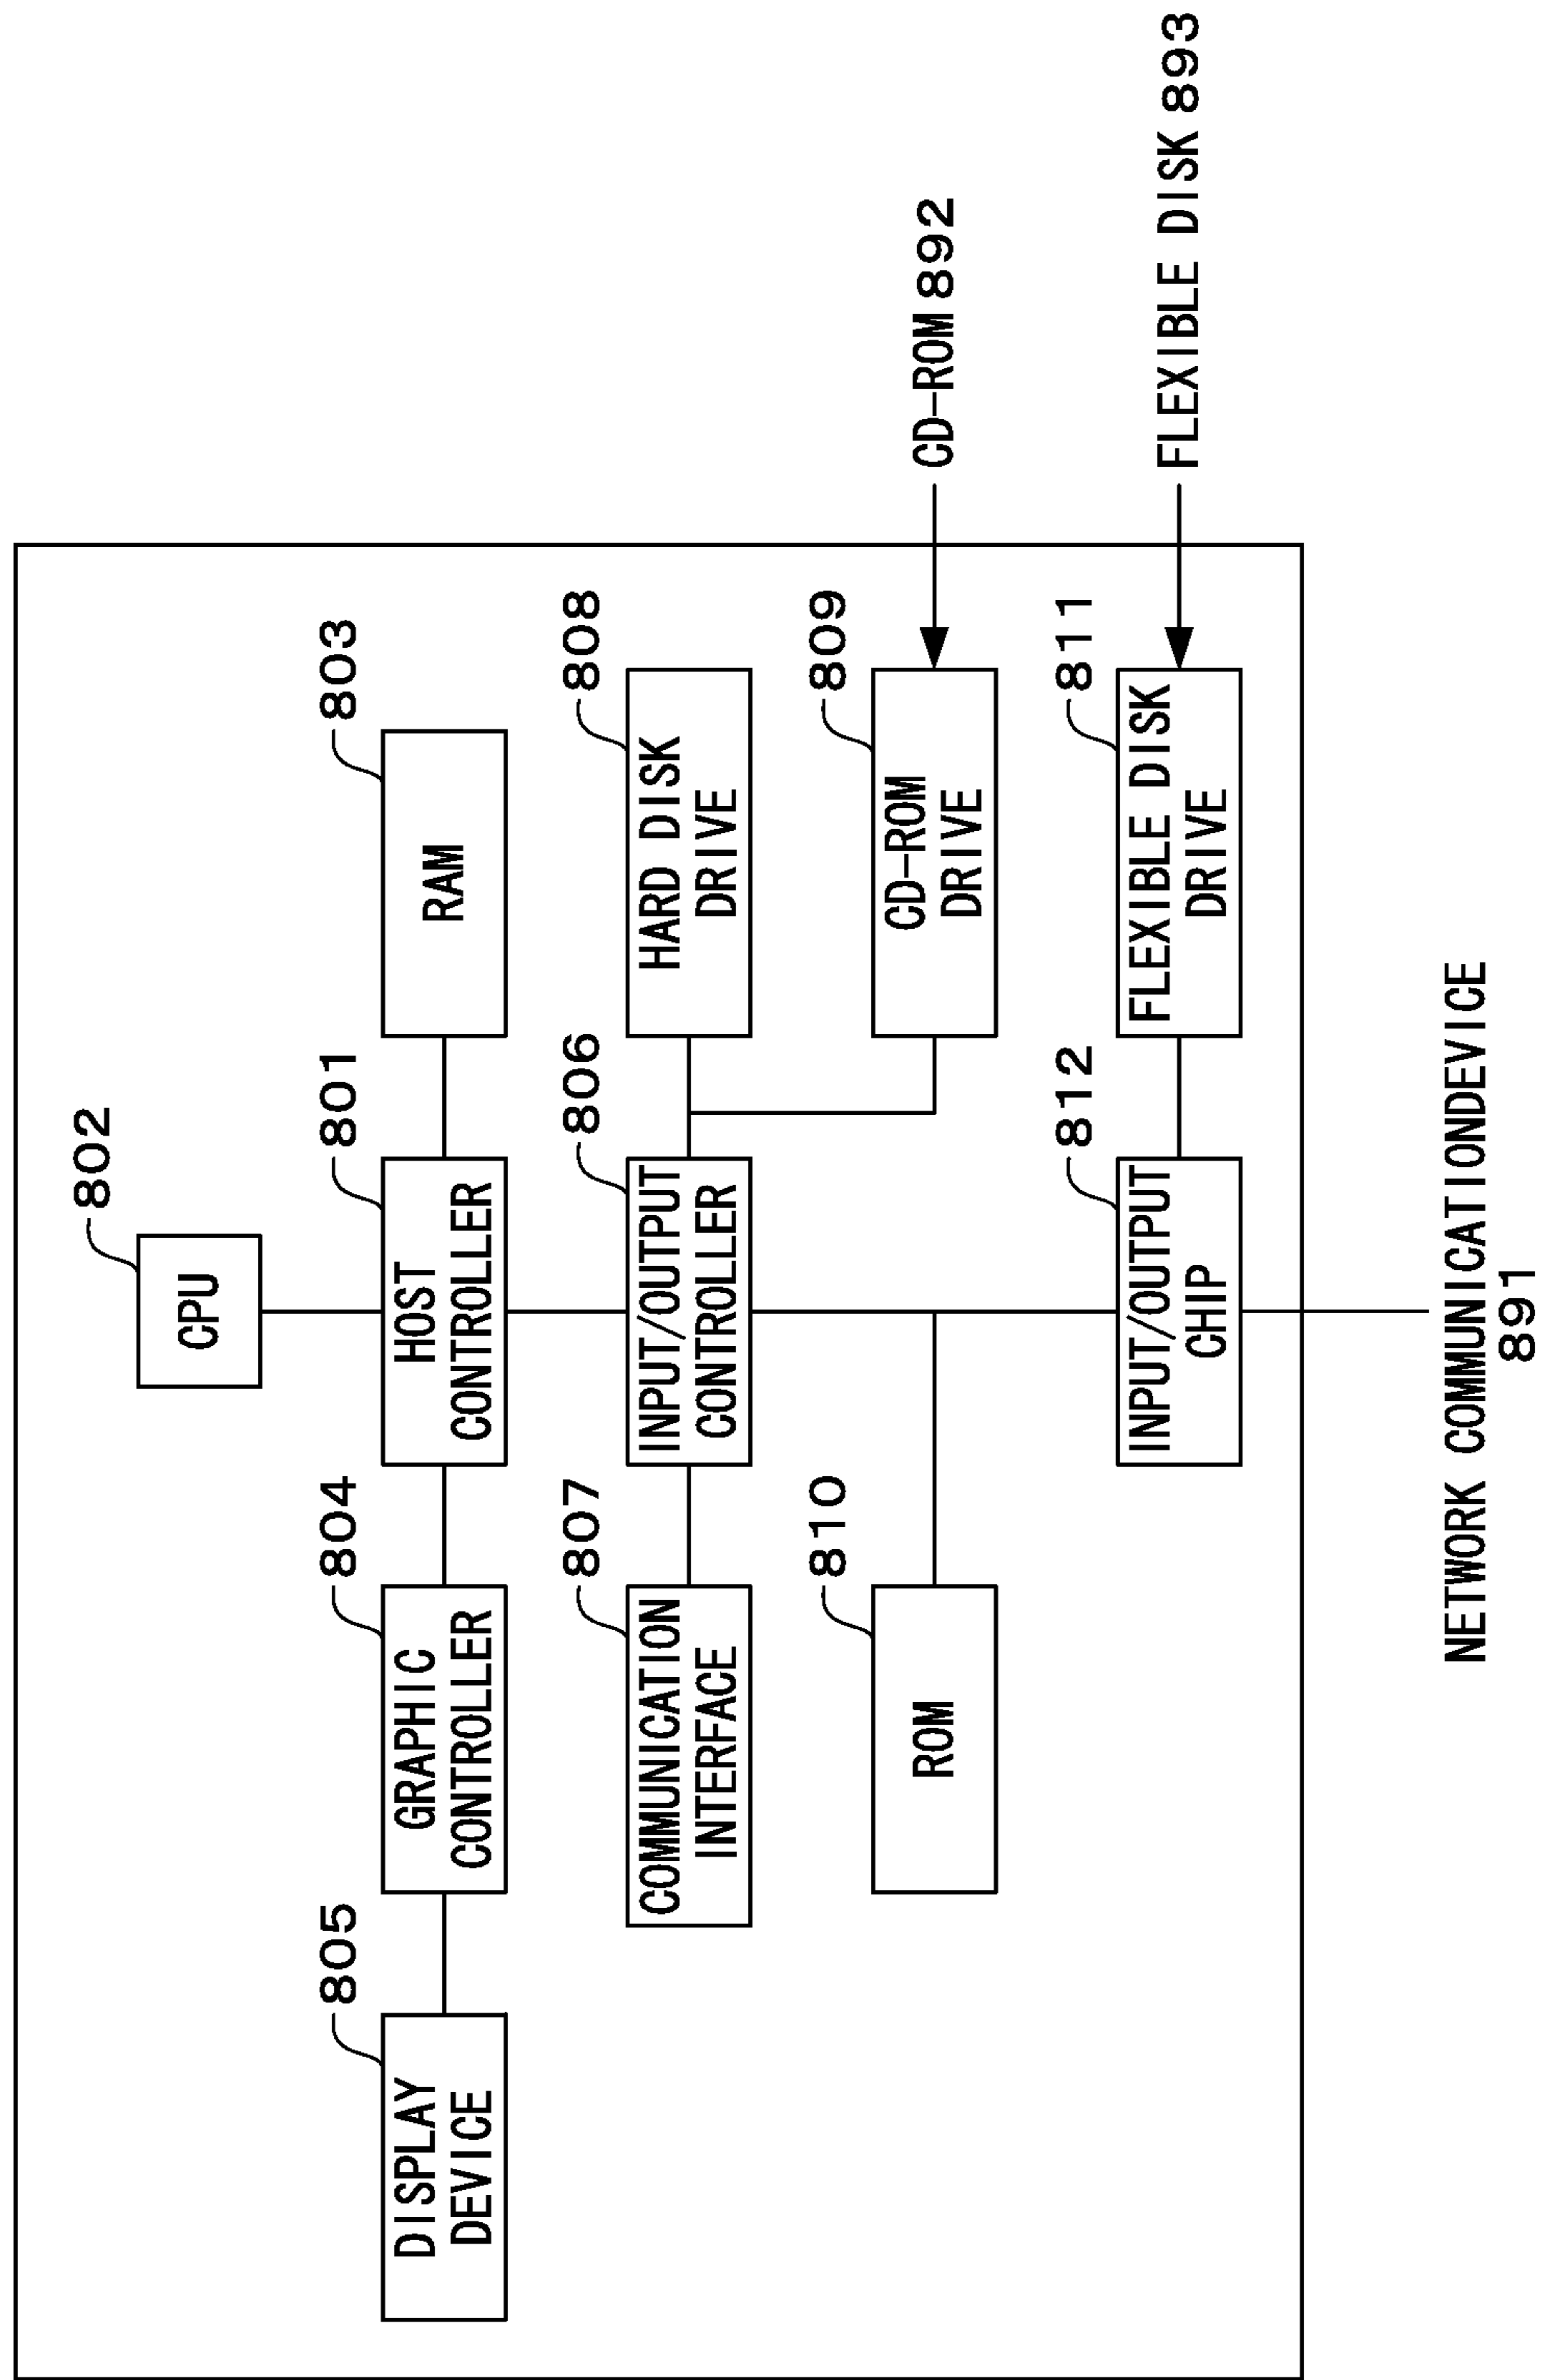 802
CPU
805
804
801
803
DISPLAY
DEVICE
GRAPHIC
CONTROLLER
HOST
CONTROLLER
RAM
807
806
808
COMMUNICATION
INTERFACE
INPUT/OUTPUT
CONTROLLER
HARD DISK
DRIVE
810
809
ROM
CD-ROM
DRIVE
CD-ROM 892
812
811
INPUT/OUTPUT
CHIP
FLEXIBLE DISK
DRIVE
FLEXIBLE DISK 893
NETWORK COMMUNICATIONDEVICE
891